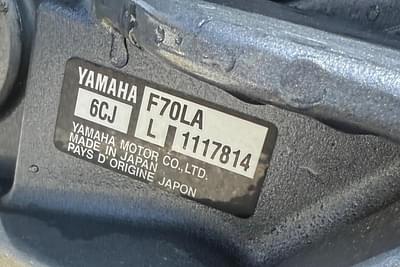 YAMAHA F70LA
6CJ L 1117814
YAMAHA MOTOR CO.,LTD.
MADE IN JAPAN
PAYS D'ORIGINE JAPON